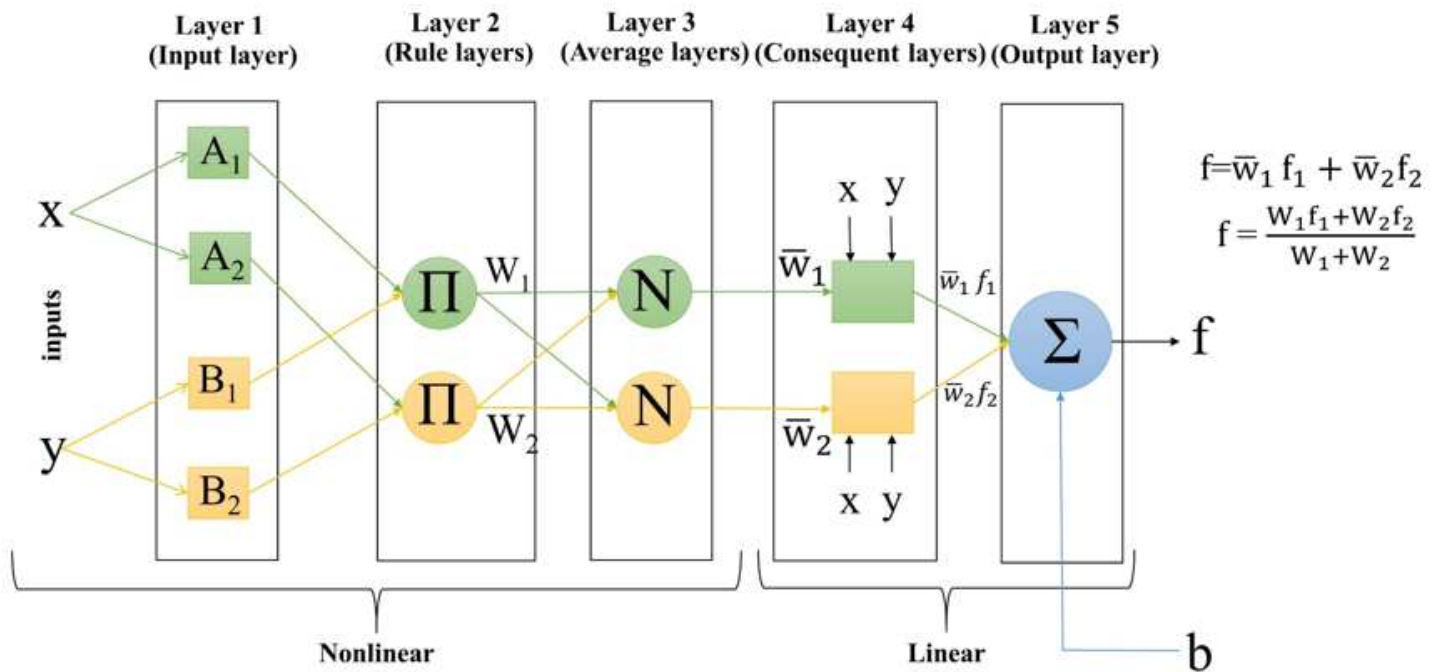 Layer 1
(Input layer)
Layer 2
(Rule layers)
Layer 3
(Average layers)
Layer 4
(Consequent layers)
Layer 5
(Output layer)
x
inputs
y
A₁
A₂
B₁
B₂
Π
Π
W₁
W₂
N
N
w̅₁
w̅₂
x y
x y
w̅₁f₁
w̅₂f₂
Σ
f
b
f=w̅₁ f₁ + w̅₂f₂
f = (W₁f₁+W₂f₂)/(W₁+W₂)
Nonlinear
Linear